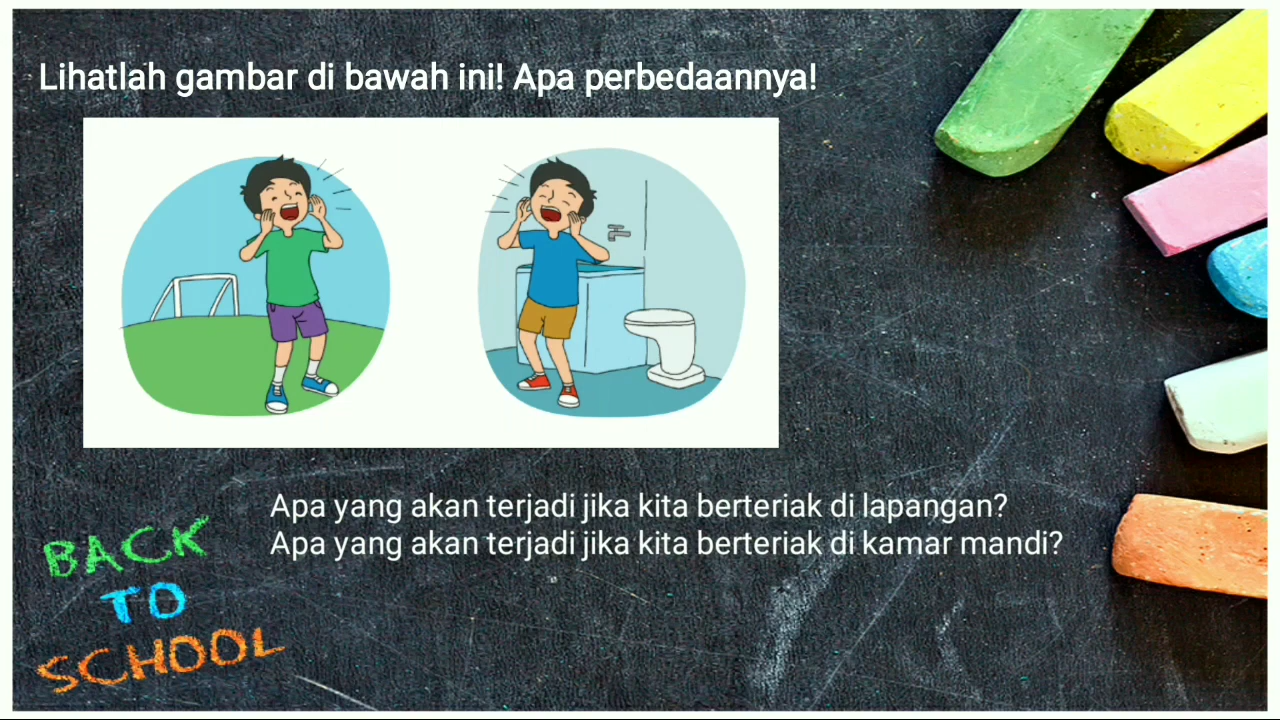 Lihatlah gambar di bawah ini! Apa perbedaannya!
Apa yang akan terjadi jika kita berteriak di lapangan?
Apa yang akan terjadi jika kita berteriak di kamar mandi?
BACK
TO
SCHOOL